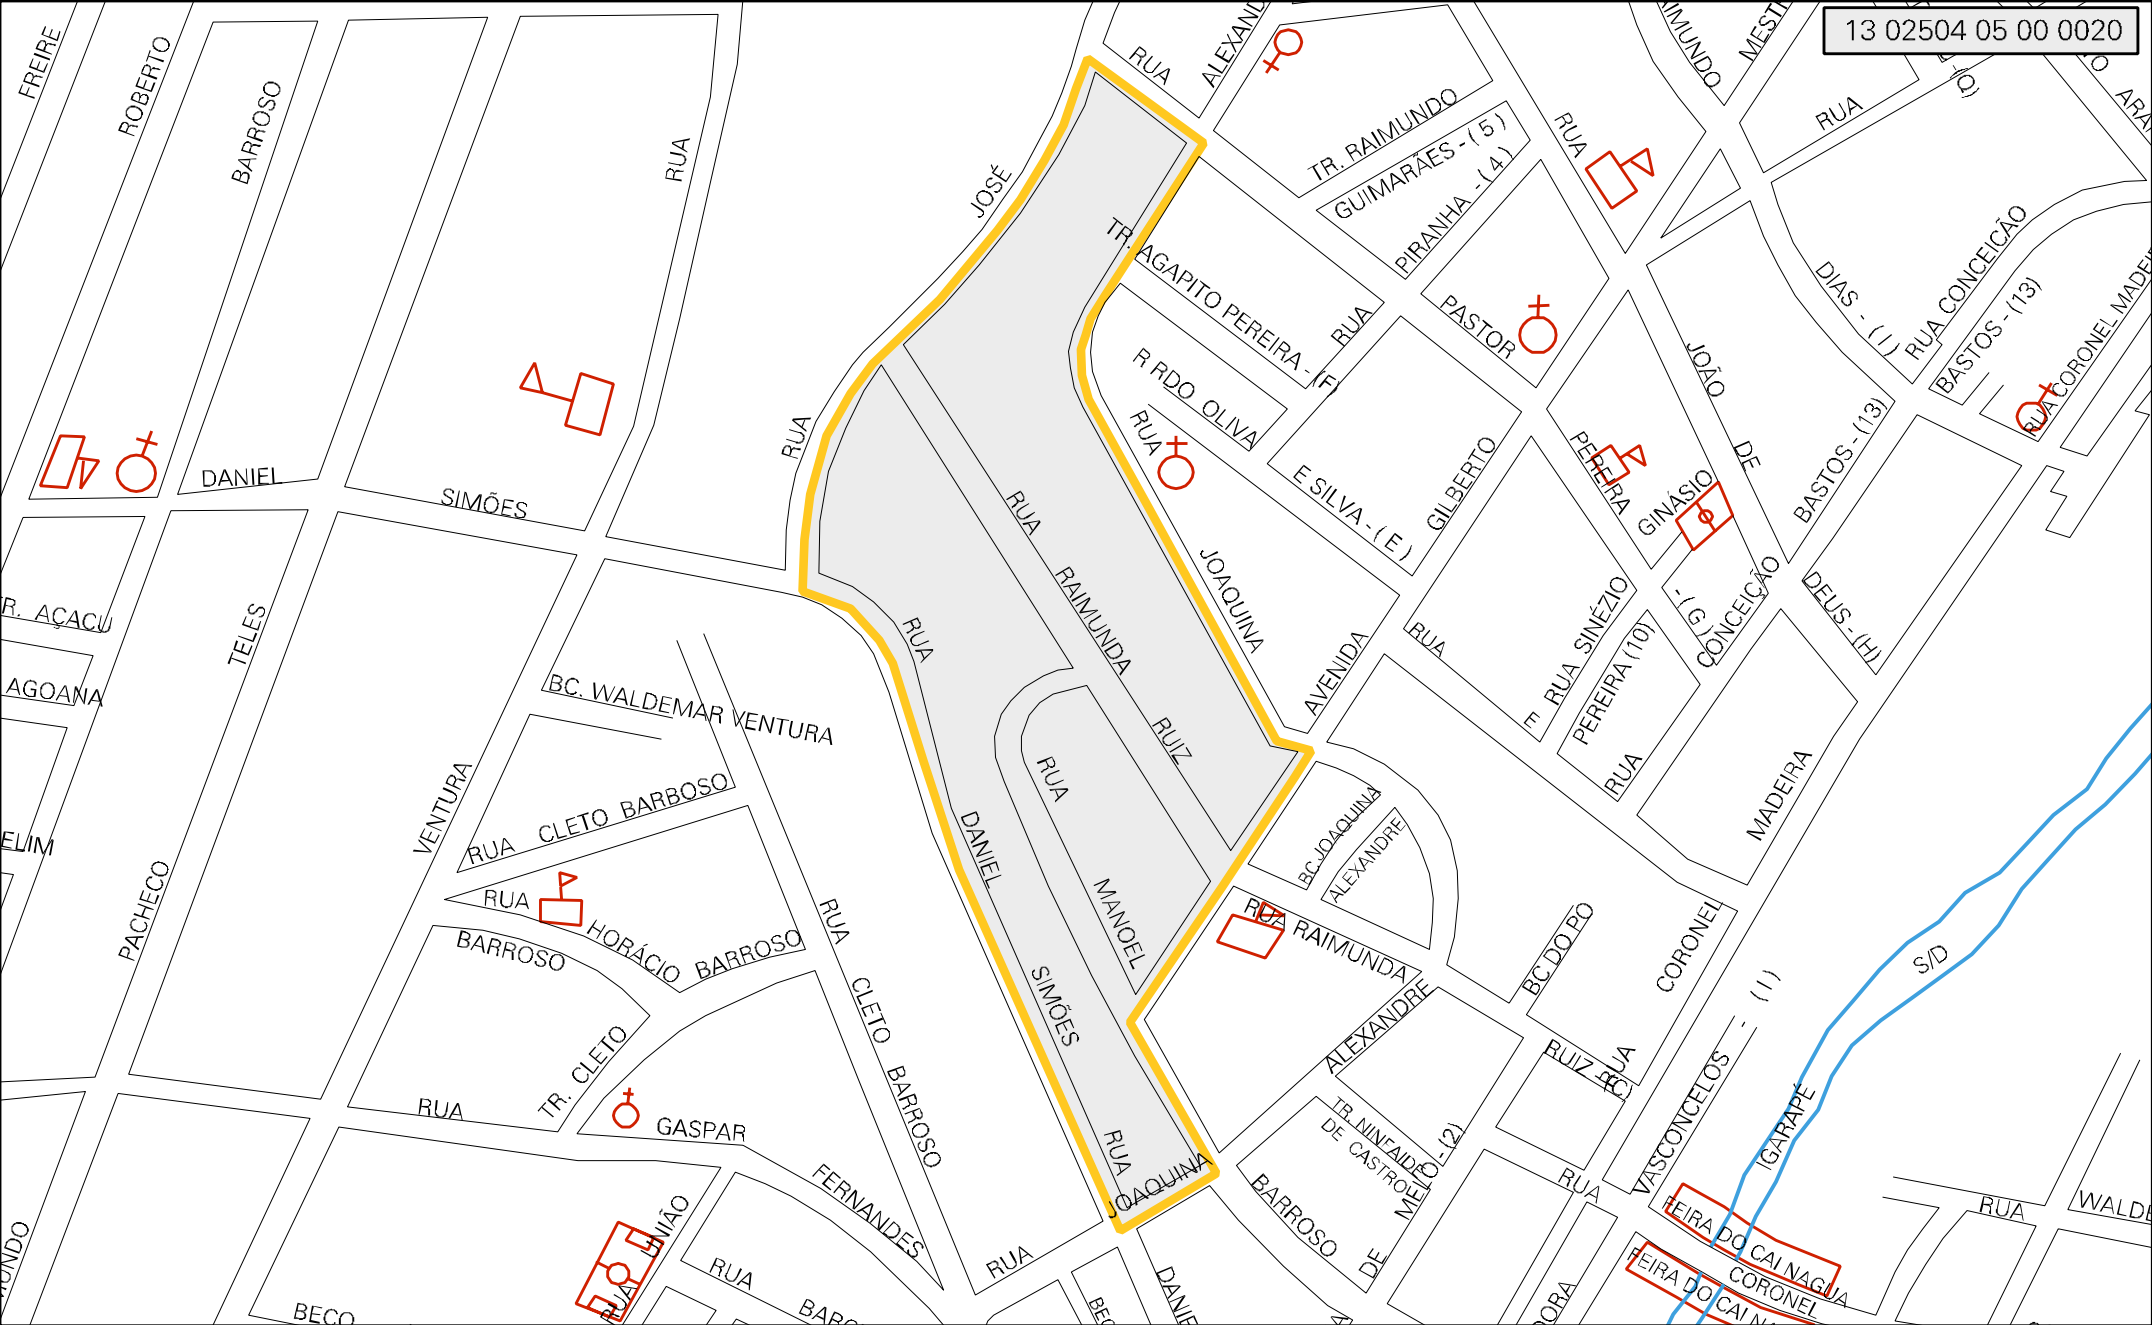 13 02504 05 00 0020
FREIRE
ROBERTO
BARROSO
RUA
JOSÉ
RUA
RUA
TR. RAIMUNDO
GUIMARÃES - ( 5 )
PIRANHA - ( 4 )
RUA
RUA
TR. AGAPITO PEREIRA - (F)
RUA
PASTOR
JOÃO
DE
DEUS - (H)
DIAS - ( I )
RUA CONCEIÇÃO
BASTOS - (13)
R RDO OLIVA
RUA
E SILVA - ( E )
GILBERTO
PEREIRA
GINÁSIO
BASTOS - (13)
CONCEIÇÃO
- ( G )
DANIEL
SIMÕES
RUA
RUA
RAIMUNDA
RUIZ
JOAQUINA
AVENIDA
RUA
E
RUA SINÉZIO
PEREIRA (10)
RUA
MADEIRA
TELES
BC. WALDEMAR VENTURA
RUA
DANIEL
SIMÕES
RUA
RUA
MANOEL
AGOANA
VENTURA
RUA CLETO BARBOSO
RUA
HORÁCIO
BARROSO
BARROSO
RUA
CLETO
BARROSO
BC.JOAQUINA
ALEXANDRE
RUA RAIMUNDA
ALEXANDRE
BC DO PO
CORONEL
RUA
RUIZ - (C)
PACHECO
TR. CLETO
RUA
GASPAR
FERNANDES
TR. NINFA
DE CASTRO
MELO - (2)
DE
BARROSO
JOAQUINA
RUA
VASCONCELOS - ( I )
S/D
IGARAPÉ
RUA
FEIRA DO CAI NAGUA
CORONEL
RUA
RUA UNIÃO
RUA
BECO